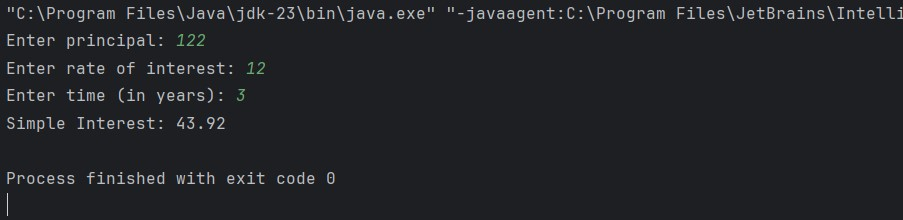 "C:\Program Files\Java\jdk-23\bin\java.exe" "-javaagent:C:\Program Files\JetBrains\Intelli
Enter principal: 122
Enter rate of interest: 12
Enter time (in years): 3
Simple Interest: 43.92
Process finished with exit code 0